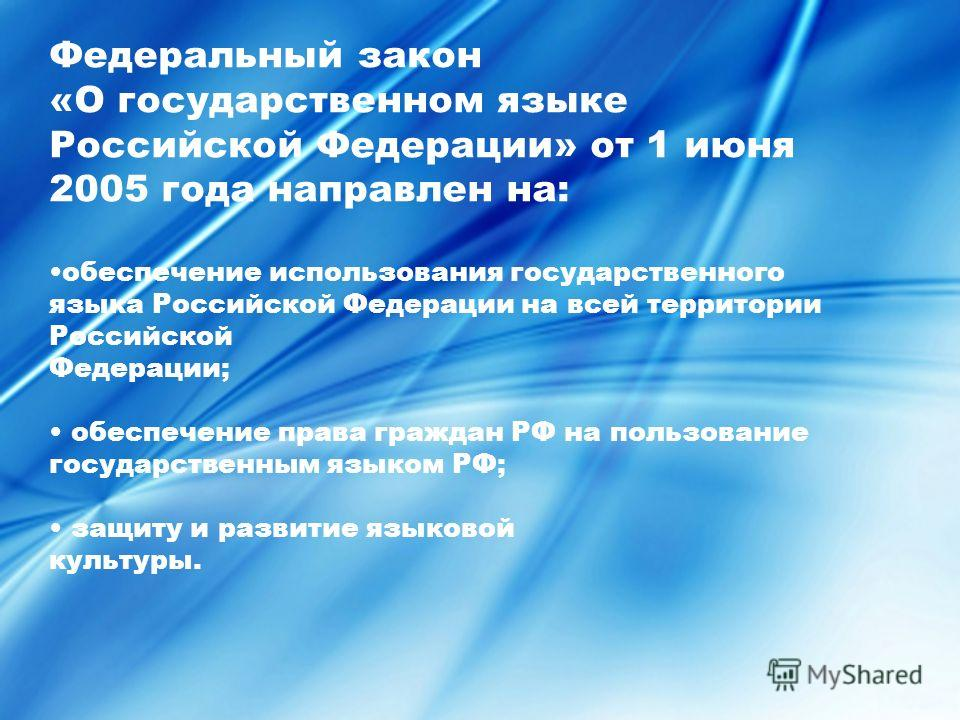 Федеральный закон
«О государственном языке
Российской Федерации» от 1 июня
2005 года направлен на:
•обеспечение использования государственного
языка Российской Федерации на всей территории
Российской
Федерации;
• обеспечение права граждан РФ на пользование
государственным языком РФ;
• защиту и развитие языковой
культуры.
MyShared